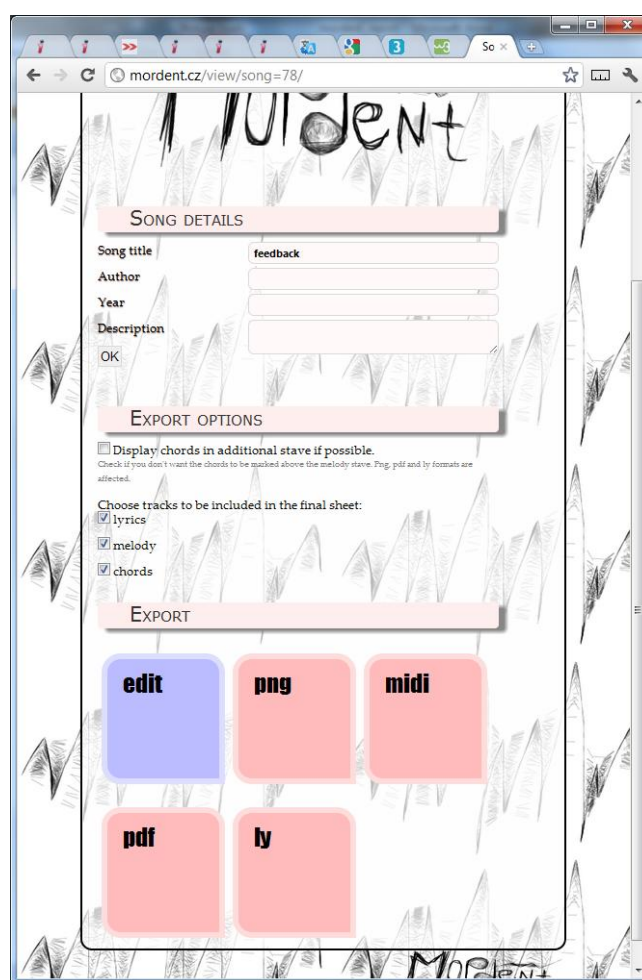 So
mordent.cz/view/song=78/
Mordent
SONG DETAILS
Song title
feedback
Author
Year
Description
OK
EXPORT OPTIONS
Display chords in additional stave if possible.
Check if you don't want the chords to be marked above the melody stave. Png, pdf and ly formats are
affected.
Choose tracks to be included in the final sheet:
lyrics
melody
chords
EXPORT
edit
png
midi
pdf
ly
Mordent